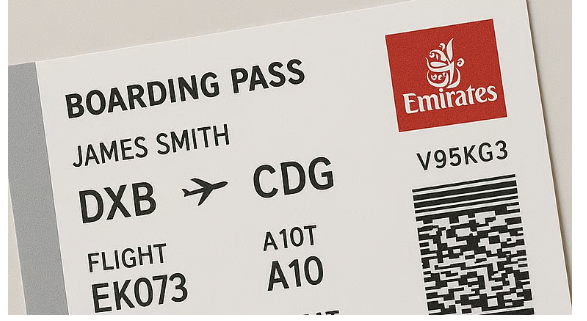 BOARDING PASS
Emirates
JAMES SMITH
V95KG3
DXB CDG
FLIGHT
A10T
EK073
A10